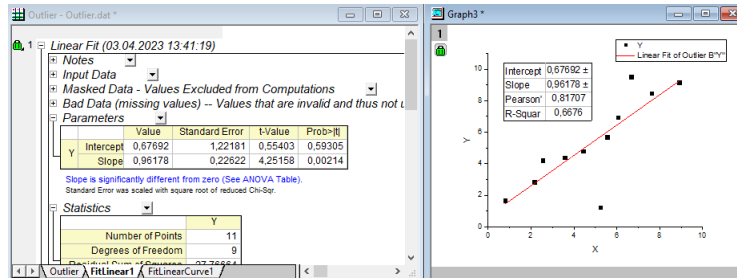 Outlier - Outlier.dat *
1 Linear Fit (03.04.2023 13:41:19)
Notes
Input Data
Masked Data - Values Excluded from Computations
Bad Data (missing values) -- Values that are invalid and thus not u
Parameters
Value Standard Error t-Value Prob>|t|
Y Intercept 0,67692 1,22181 0,55403 0,59305
Slope 0,96178 0,22622 4,25158 0,00214
Slope is significantly different from zero (See ANOVA Table).
Standard Error was scaled with square root of reduced Chi-Sqr.
Statistics
Y
Number of Points 11
Degrees of Freedom 9
Residual Sum of Squares 27,76664
Outlier FitLinear1 FitLinearCurve1
Graph3 *
1
Y
Linear Fit of Outlier B"Y"
Intercept 0,67692 ±
Slope 0,96178 ±
Pearson' 0,81707
R-Squar 0,6676
10
8
6
4
2
0
Y
0 2 4 6 8 10
X